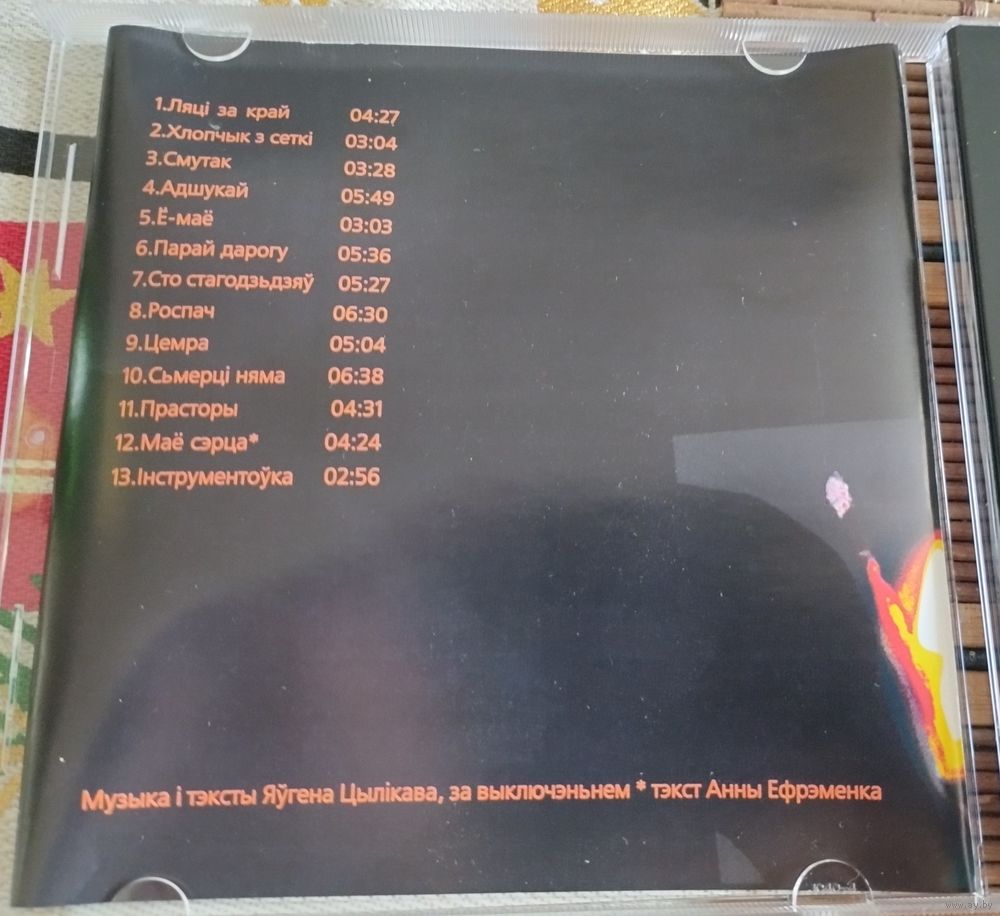 1.Ляці за край 04:27
2.Хлопчык з сеткі 03:04
3.Смутак 03:28
4.Адшукай 05:49
5.Ё-маё 03:03
6.Парай дарогу 05:36
7.Сто стагодзьдзяў 05:27
8.Роспач 06:30
9.Цемра 05:04
10.Сьмерці няма 06:38
11.Прасторы 04:31
12.Маё сэрца* 04:24
13.Інструментоўка 02:56
Музыка і тэксты Яўгена Цылікава, за выключэньнем * тэкст Анны Ефрэменка
www.ay.by